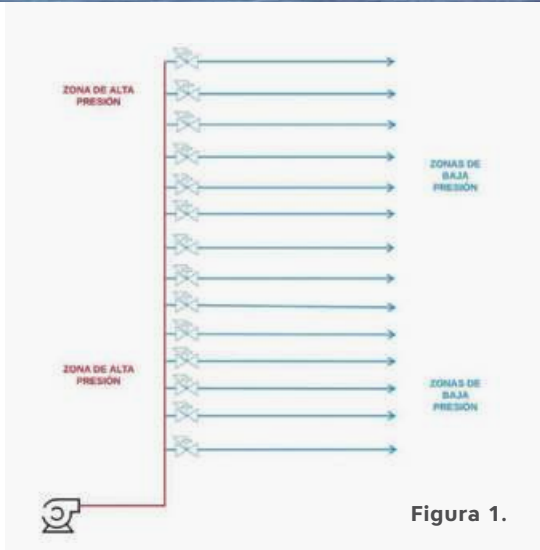 ZONA DE ALTA
PRESIÓN
ZONAS DE
BAJA
PRESIÓN
ZONA DE ALTA
PRESIÓN
ZONAS DE
BAJA
PRESIÓN
Figura 1.